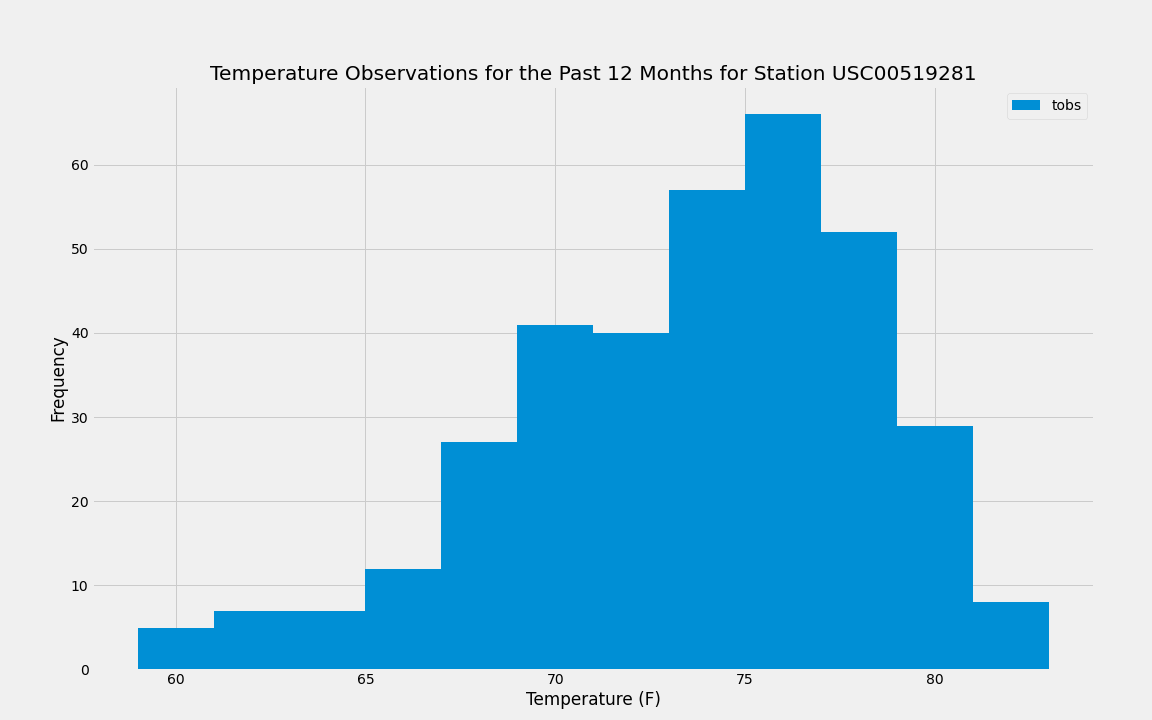 Temperature Observations for the Past 12 Months for Station USC00519281
tobs
60
50
40
30
20
10
0
Frequency
60 65 70 75 80
Temperature (F)